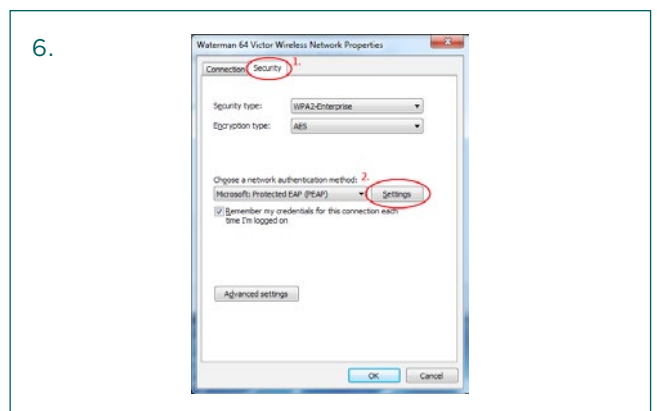 6.
Waterman 64 Victor Wireless Network Properties
Connection Security 1.
Security type: WPA2-Enterprise
Encryption type: AES
Choose a network authentication method: 2.
Microsoft: Protected EAP (PEAP) Settings
Remember my credentials for this connection each
time I'm logged on
Advanced settings
OK Cancel